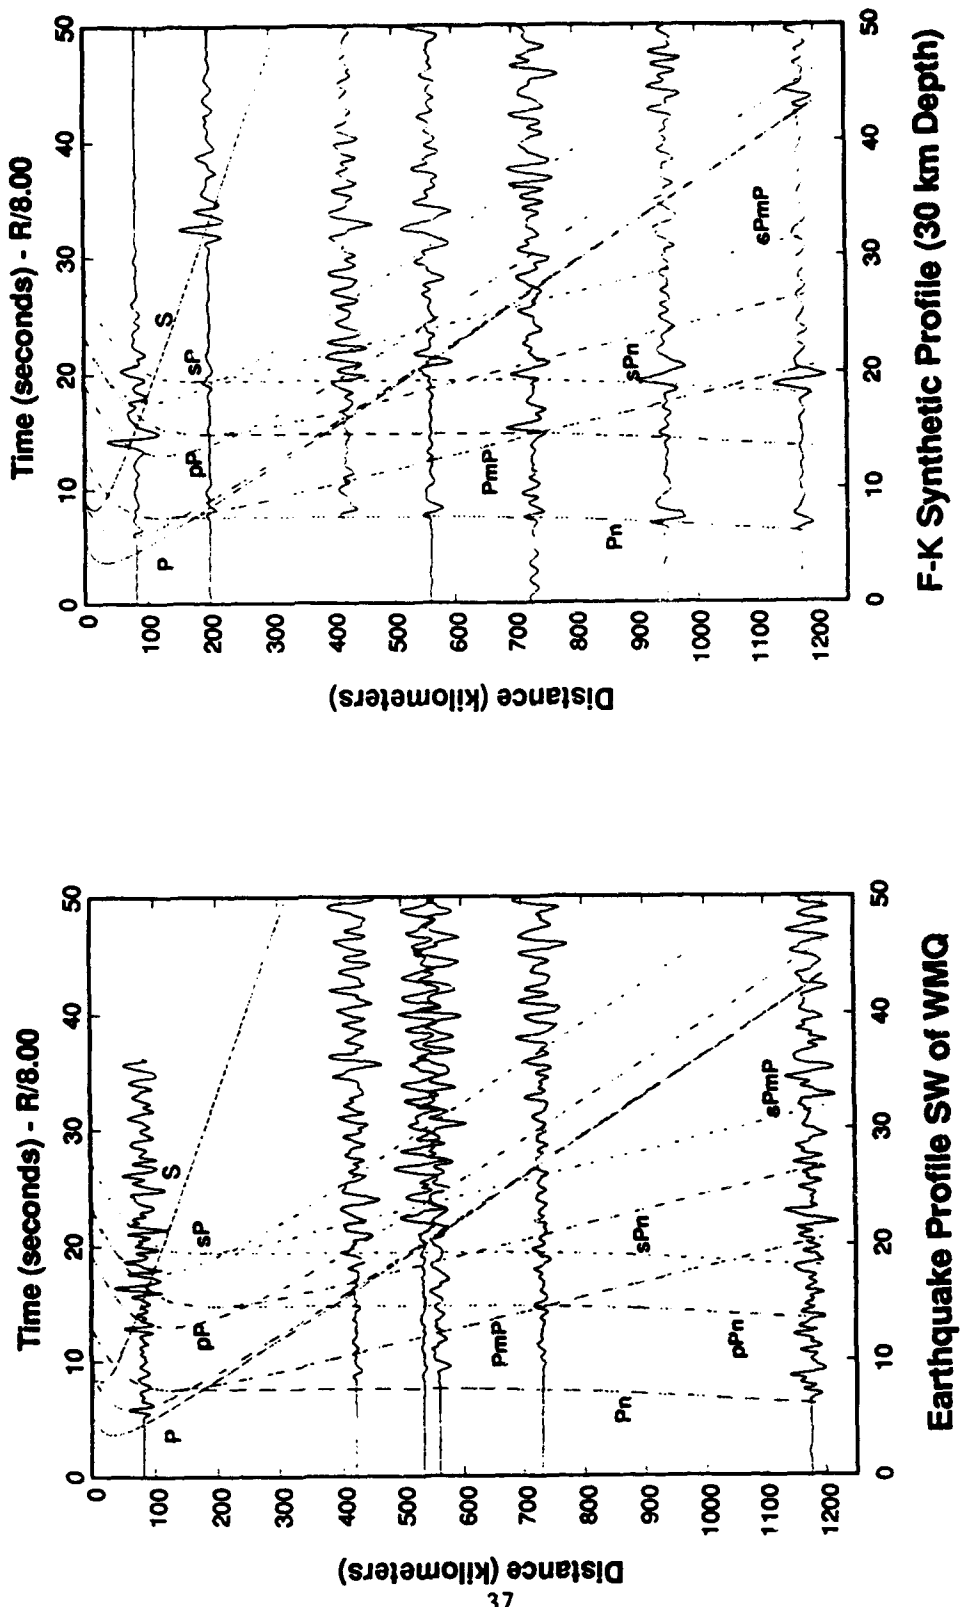 Earthquake Profile SW of WMQ
Time (seconds) - R/8.00
0 10 20 30 40 50
Distance (kilometers)
0
100
200
300
400
500
600
700
800
900
1000
1100
1200
P
pP
sP
S
Pn
PmP
pPn
sPn
sPmP
0 10 20 30 40 50
F-K Synthetic Profile (30 km Depth)
Time (seconds) - R/8.00
0 10 20 30 40 50
Distance (kilometers)
0
100
200
300
400
500
600
700
800
900
1000
1100
1200
P
pP
sP
S
Pn
PmP
sPn
sPmP
0 10 20 30 40 50
37